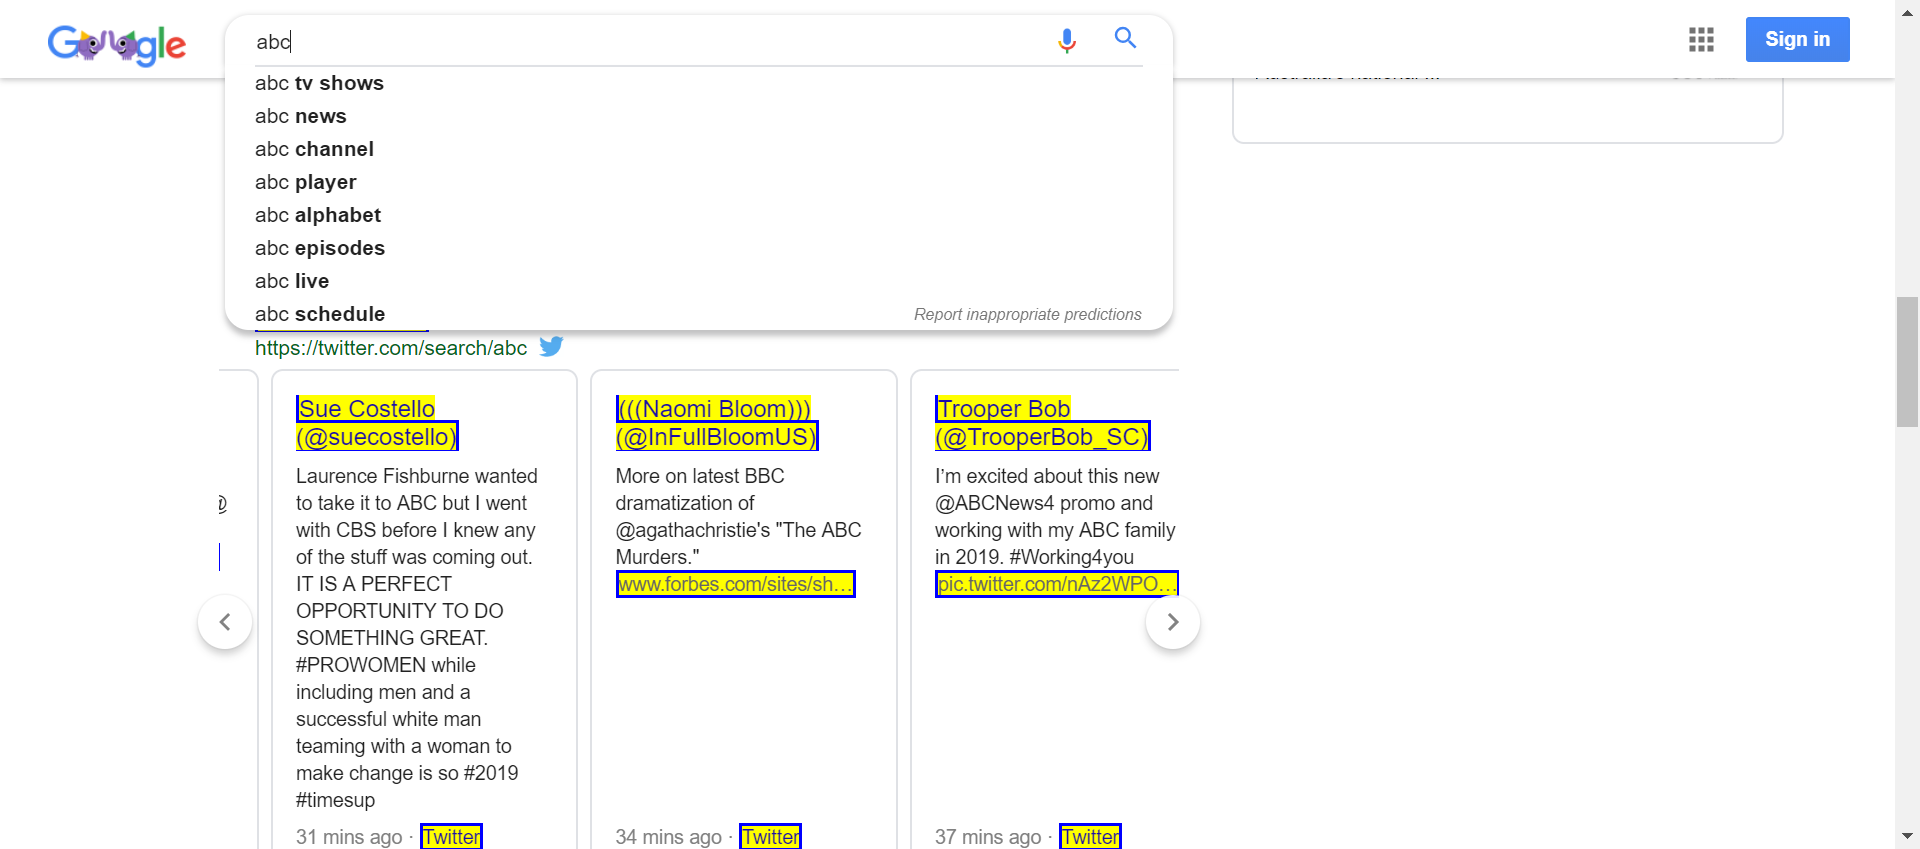 Google
abc
Sign in
abc tv shows
abc news
abc channel
abc player
abc alphabet
abc episodes
abc live
abc schedule
Report inappropriate predictions
https://twitter.com/search/abc
@
Sue Costello
(@suecostello)
Laurence Fishburne wanted
to take it to ABC but I went
with CBS before I knew any
of the stuff was coming out.
IT IS A PERFECT
OPPORTUNITY TO DO
SOMETHING GREAT.
#PROWOMEN while
including men and a
successful white man
teaming with a woman to
make change is so #2019
#timesup
31 mins ago · Twitter
(((Naomi Bloom)))
(@InFullBloomUS)
More on latest BBC
dramatization of
@agathachristie's "The ABC
Murders."
www.forbes.com/sites/sh…
34 mins ago · Twitter
Trooper Bob
(@TrooperBob_SC)
I’m excited about this new
@ABCNews4 promo and
working with my ABC family
in 2019. #Working4you
pic.twitter.com/nAz2WPO…
37 mins ago · Twitter